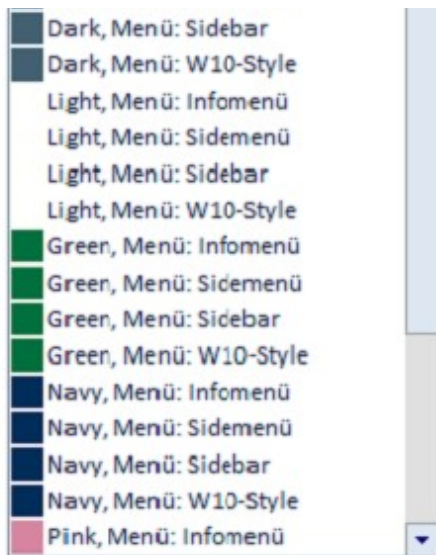 Dark, Menü: Sidebar
Dark, Menü: W10-Style
Light, Menü: Infomenü
Light, Menü: Sidemenü
Light, Menü: Sidebar
Light, Menü: W10-Style
Green, Menü: Infomenü
Green, Menü: Sidemenü
Green, Menü: Sidebar
Green, Menü: W10-Style
Navy, Menü: Infomenü
Navy, Menü: Sidemenü
Navy, Menü: Sidebar
Navy, Menü: W10-Style
Pink, Menü: Infomenü